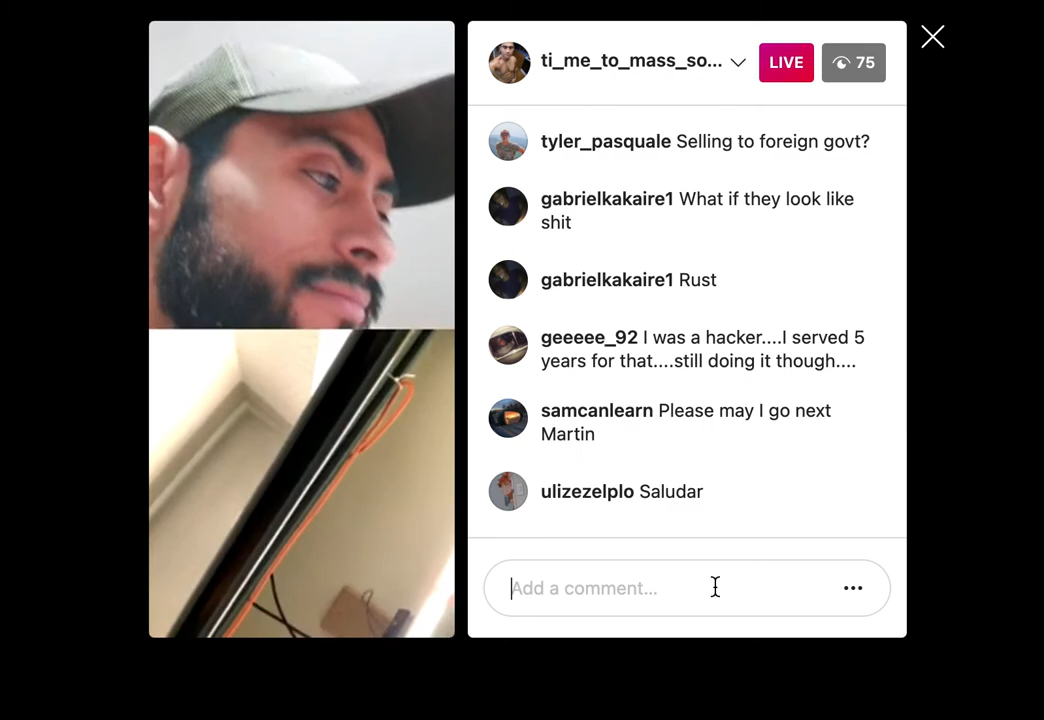 ti_me_to_mass_so...
LIVE
75
tyler_pasquale Selling to foreign govt?
gabrielkakaire1 What if they look like
shit
gabrielkakaire1 Rust
geeeee_92 I was a hacker....I served 5
years for that....still doing it though....
samcanlearn Please may I go next
Martin
ulizezelplo Saludar
Add a comment...